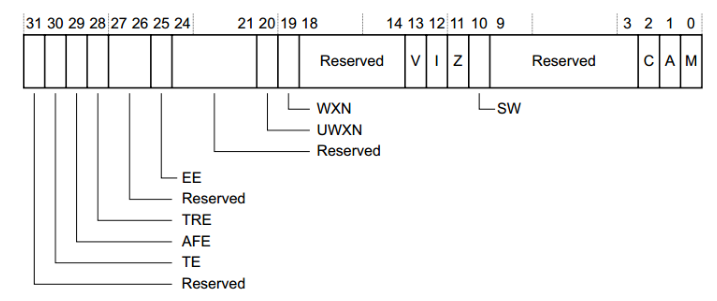 31 30 29 28 27 26 25 24 21 20 19 18 14 13 12 11 10 9 3 2 1 0
Reserved V I Z Reserved C A M
WXN SW
UWXN
Reserved
EE
Reserved
TRE
AFE
TE
Reserved